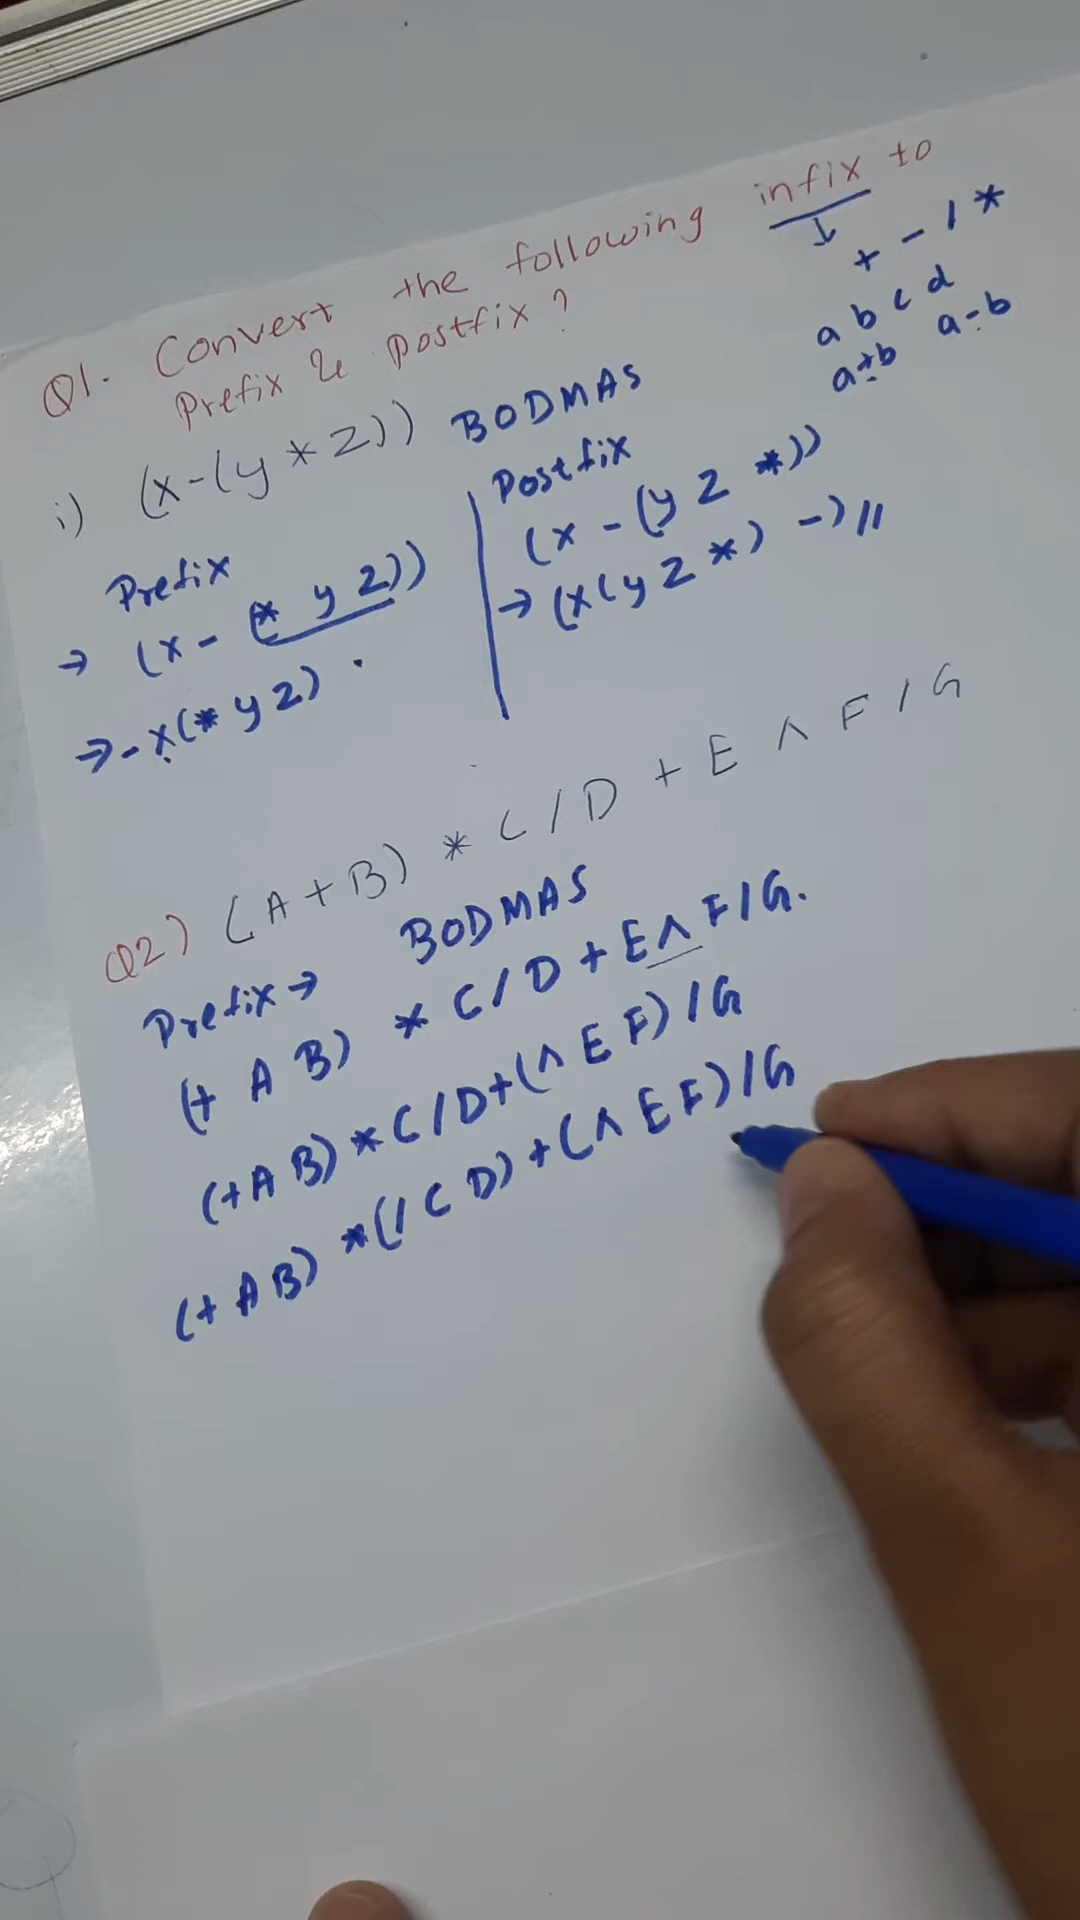 Q1. Convert the following infix to
Prefix & Postfix ?
↓
+ - / *
a b c d
a+b a-b
i) (x-(y*z)) BODMAS
Prefix
→ (x - (* y z))
→ - x(* y z) .
Postfix
(x - (y z *))
→ (x(y z *) -) //
Q2) (A+B) * C / D + E ∧ F / G
BODMAS
Prefix →
(+ A B) * C / D + E ∧ F / G.
(+ A B) * C / D + (∧ E F) / G
(+ A B) * (/ C D) + (∧ E F) / G